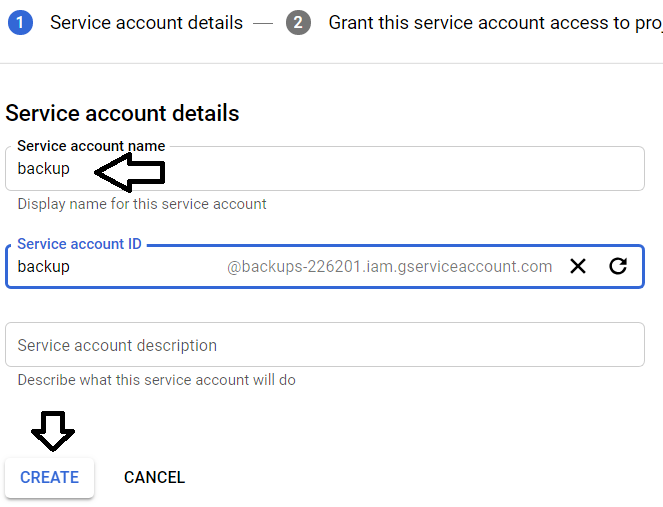 1 Service account details — 2 Grant this service account access to proj
Service account details
Service account name
backup
Display name for this service account
Service account ID
backup @backups-226201.iam.gserviceaccount.com
Service account description
Describe what this service account will do
CREATE CANCEL